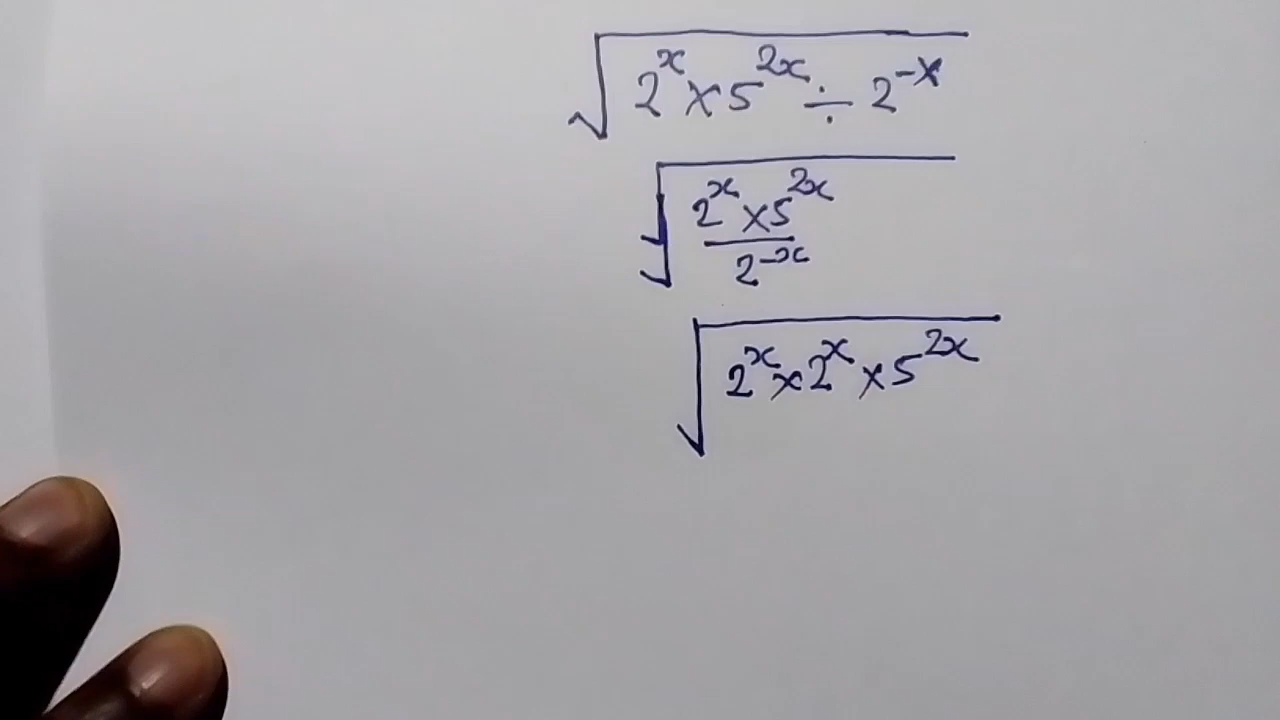 √(2^x × 5^{2x} ÷ 2^{-x})
√((2^x × 5^{2x}) / 2^{-x})
√(2^x × 2^x × 5^{2x})